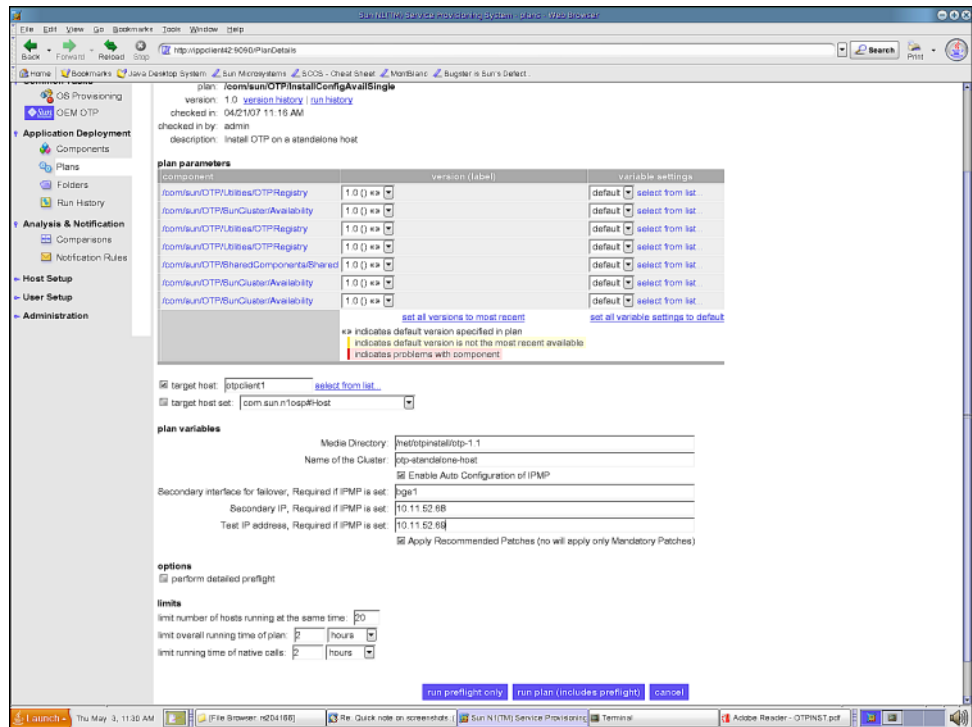 Sun N1(TM) Service Provisioning System - plans - Web Browser
File Edit View Go Bookmarks Tools Window Help
Back Forward Reload Stop
http://ippclient42:9090/PlanDetails
Search
Print
Home Bookmarks Java Desktop System Sun Microsystems SCCS - Cheat Sheet MontBlanc Bugster is Sun's Defect..
Common Tasks
OS Provisioning
Sun OEM OTP
Application Deployment
Components
Plans
Folders
Run History
Analysis & Notification
Comparisons
Notification Rules
Host Setup
User Setup
Administration
plan: /com/sun/OTP/InstallConfigAvailSingle
version: 1.0 version history | run history
checked in: 04/21/07 11:16 AM
checked in by: admin
description: Install OTP on a standalone host
plan parameters
component version (label) variable settings
/com/sun/OTP/Utilities/OTPRegistry 1.0 () «» default select from list...
/com/sun/OTP/SunCluster/Availability 1.0 () «» default select from list...
/com/sun/OTP/Utilities/OTPRegistry 1.0 () «» default select from list...
/com/sun/OTP/Utilities/OTPRegistry 1.0 () «» default select from list...
/com/sun/OTP/SharedComponents/Shared 1.0 () «» default select from list...
/com/sun/OTP/SunCluster/Availability 1.0 () «» default select from list...
/com/sun/OTP/SunCluster/Availability 1.0 () «» default select from list...
set all versions to most recent set all variable settings to default
«» indicates default version specified in plan
indicates default version is not the most recent available
indicates problems with component
target host: otpclient1 select from list...
target host set: com.sun.n1osp#Host
plan variables
Media Directory: /net/otpinstall/otp-1.1
Name of the Cluster: otp-standalone-host
Enable Auto Configuration of IPMP
Secondary interface for failover, Required if IPMP is set: bge1
Secondary IP, Required if IPMP is set: 10.11.52.68
Test IP address, Required if IPMP is set: 10.11.52.69
Apply Recommended Patches (no will apply only Mandatory Patches)
options
perform detailed preflight
limits
limit number of hosts running at the same time: 20
limit overall running time of plan: 2 hours
limit running time of native calls: 2 hours
run preflight only run plan (includes preflight) cancel
Launch Thu May 3, 11:30 AM [File Browser: rs204166] Re: Quick note on screenshots: ( Sun N1(TM) Service Provisioning Terminal Adobe Reader - OTPINST.pdf